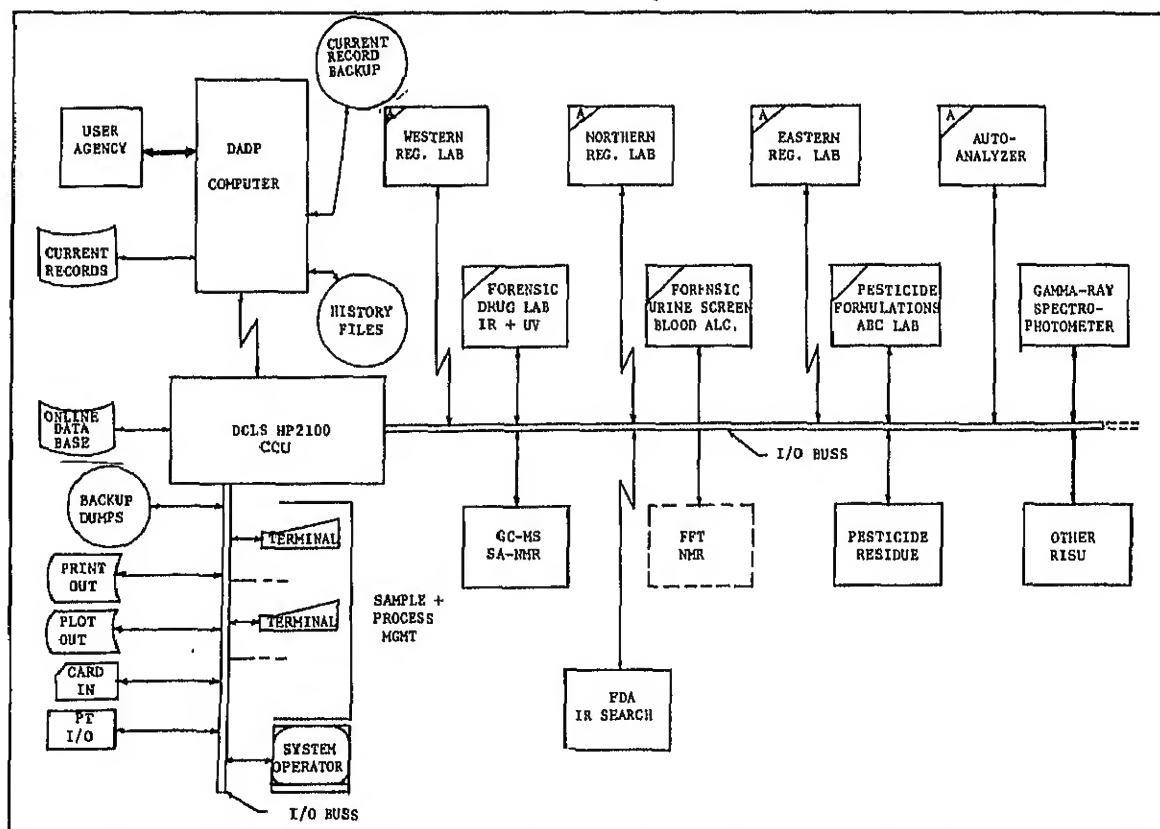 CURRENT
RECORD
BACKUP
USER
AGENCY
DADP
COMPUTER
A
WESTERN
REG. LAB
A
NORTHERN
REG. LAB
A
EASTERN
REG. LAB
A
AUTO-
ANALYZER
CURRENT
RECORDS
HISTORY
FILES
FORENSIC
DRUG LAB
IR + UV
FORENSIC
URINE SCREEN
BLOOD ALC.
PESTICIDE
FORMULATIONS
ABC LAB
GAMMA-RAY
SPECTRO-
PHOTOMETER
ONLINE
DATA
BASE
DCLS HP2100
CCU
I/O BUSS
BACKUP
DUMPS
TERMINAL
GC-MS
SA-NMR
FFT
NMR
PESTICIDE
RESIDUE
OTHER
RISU
PRINT
OUT
PLOT
OUT
TERMINAL
SAMPLE +
PROCESS
MGMT
CARD
IN
PT
I/O
SYSTEM
OPERATOR
FDA
IR SEARCH
I/O BUSS